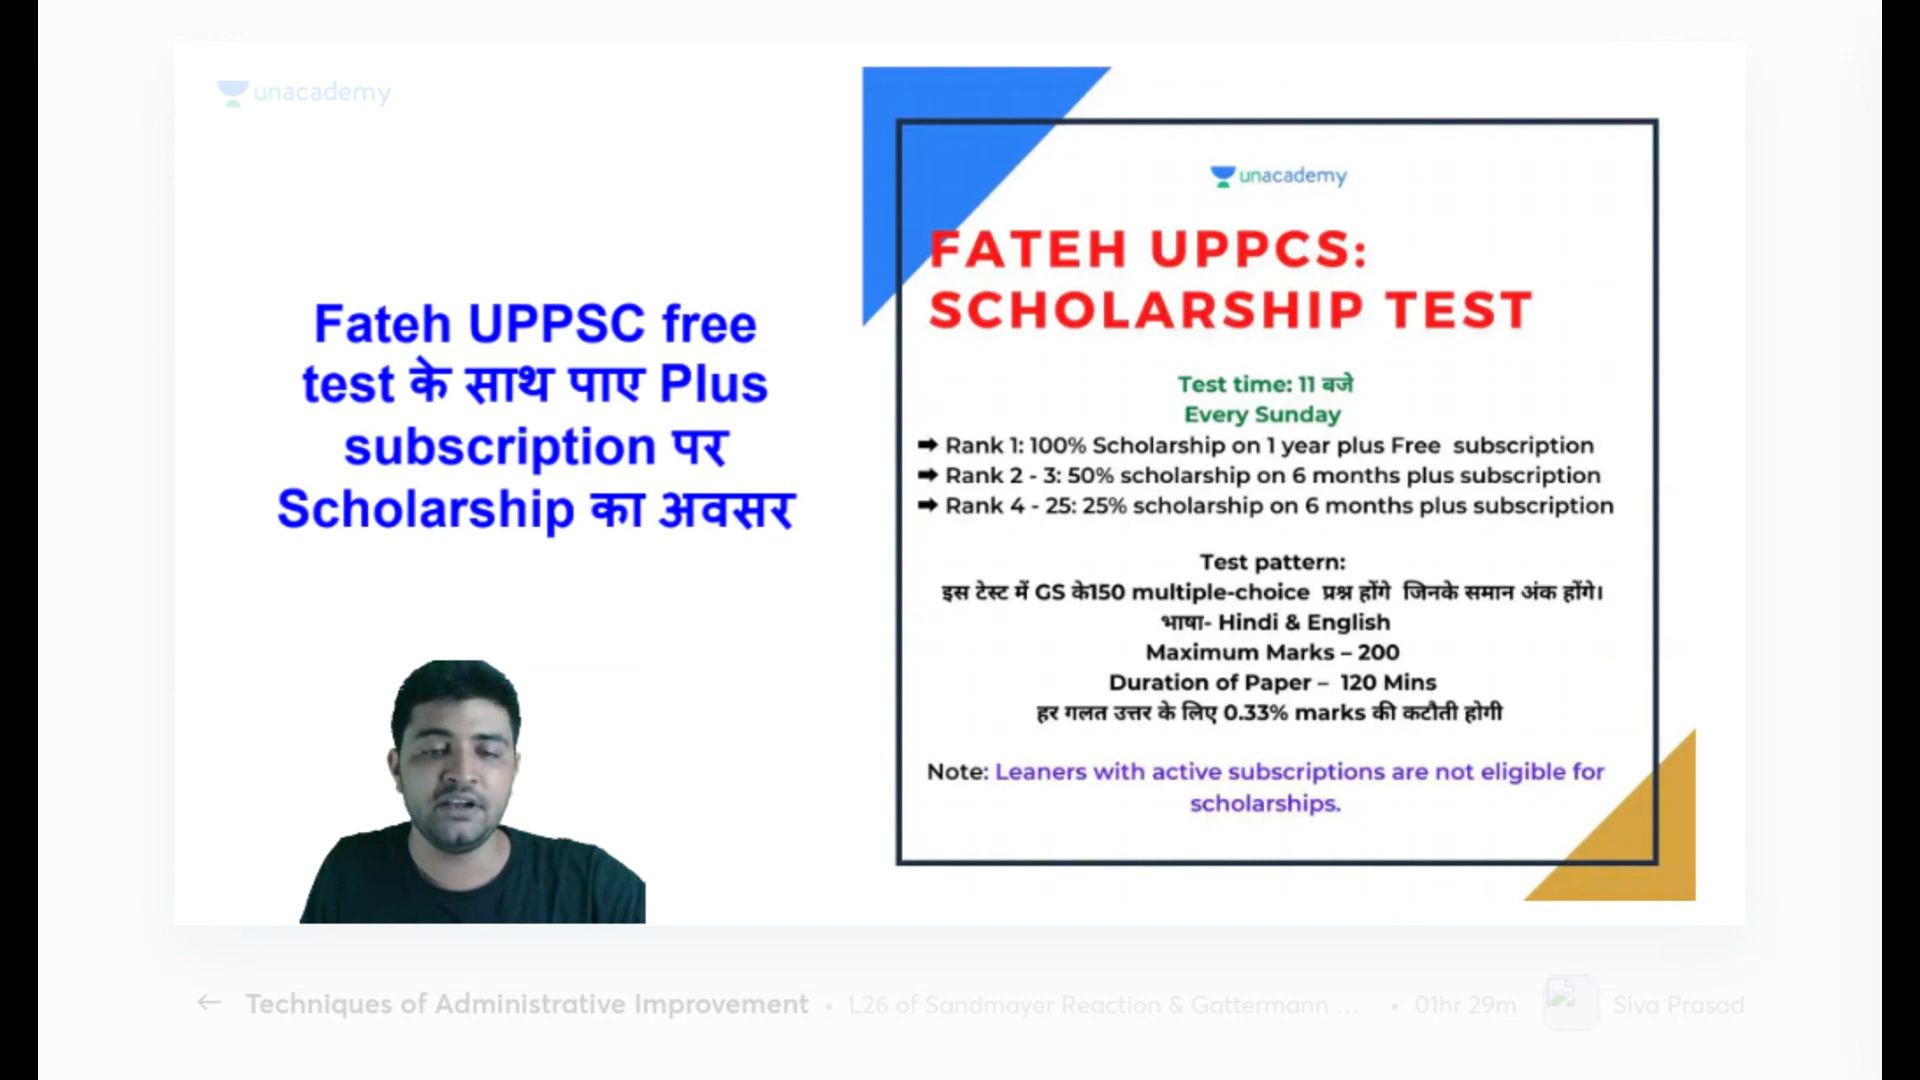 unacademy
Fateh UPPSC free
test के साथ पाए Plus
subscription पर
Scholarship का अवसर
unacademy
FATEH UPPCS:
SCHOLARSHIP TEST
Test time: 11 बजे
Every Sunday
➡ Rank 1: 100% Scholarship on 1 year plus Free subscription
➡ Rank 2 - 3: 50% scholarship on 6 months plus subscription
➡ Rank 4 - 25: 25% scholarship on 6 months plus subscription
Test pattern:
इस टेस्ट में GS के150 multiple-choice प्रश्न होंगे जिनके समान अंक होंगे।
भाषा- Hindi & English
Maximum Marks – 200
Duration of Paper – 120 Mins
हर गलत उत्तर के लिए 0.33% marks की कटौती होगी
Note: Leaners with active subscriptions are not eligible for
scholarships.
← Techniques of Administrative Improvement • L26 of Sandmayer Reaction & Gattermann ... • 01hr 29m Siva Prasad